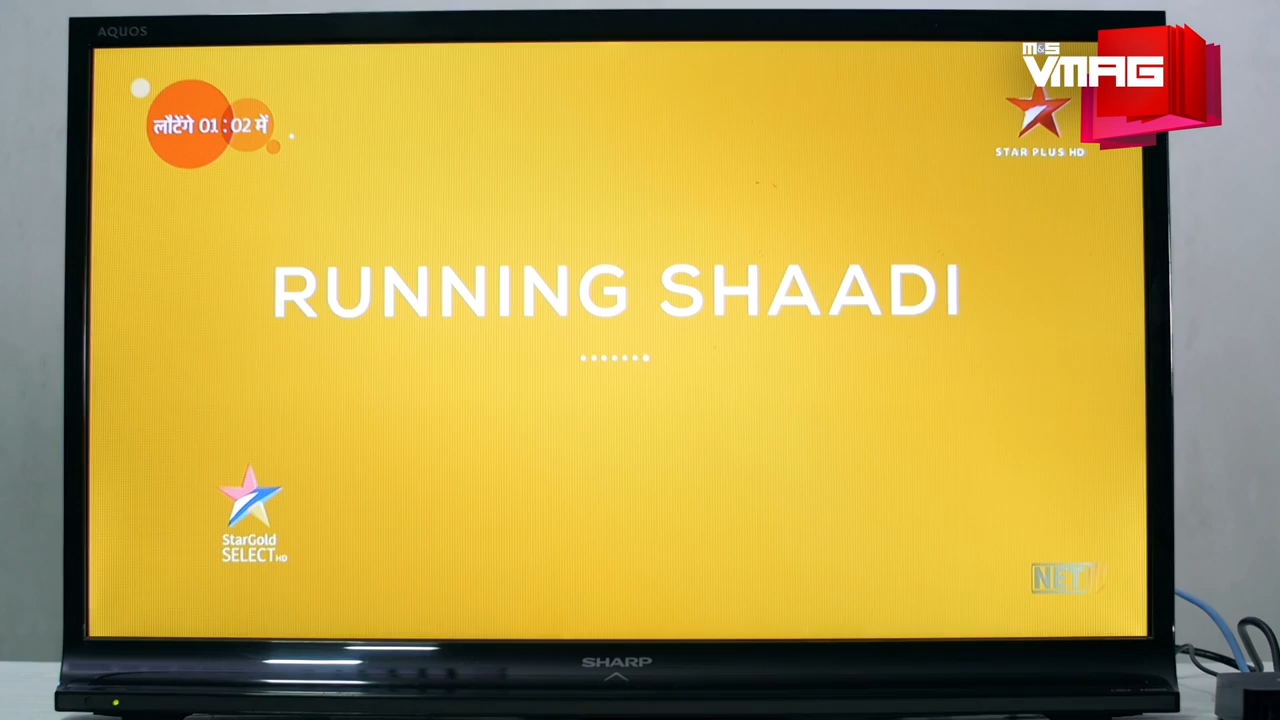 AQUOS
M&S
VMAG
लौटेंगे 01 : 02 में
STAR PLUS HD
RUNNING SHAADI
StarGold
SELECT HD
NET
SHARP